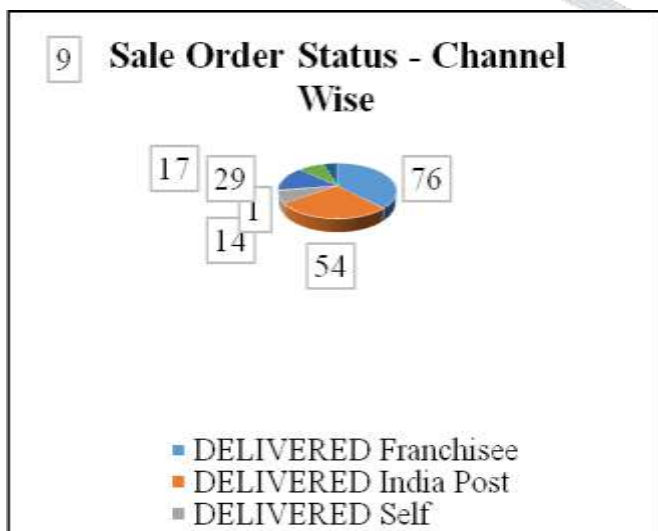 9
Sale Order Status - Channel
Wise
17
29
76
1
14
54
DELIVERED Franchisee
DELIVERED India Post
DELIVERED Self